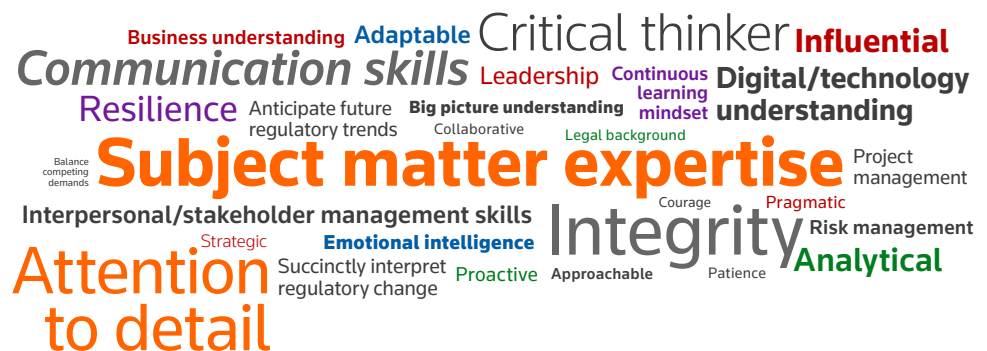 Business understanding
Adaptable
Critical thinker
Influential
Communication skills
Leadership
Continuous
learning
mindset
Digital/technology
understanding
Resilience
Anticipate future
regulatory trends
Big picture understanding
Collaborative
Legal background
Balance
competing
demands
Subject matter expertise
Project
management
Interpersonal/stakeholder management skills
Courage
Pragmatic
Integrity
Risk management
Strategic
Emotional intelligence
Attention
to detail
Succinctly interpret
regulatory change
Proactive
Approachable
Patience
Analytical